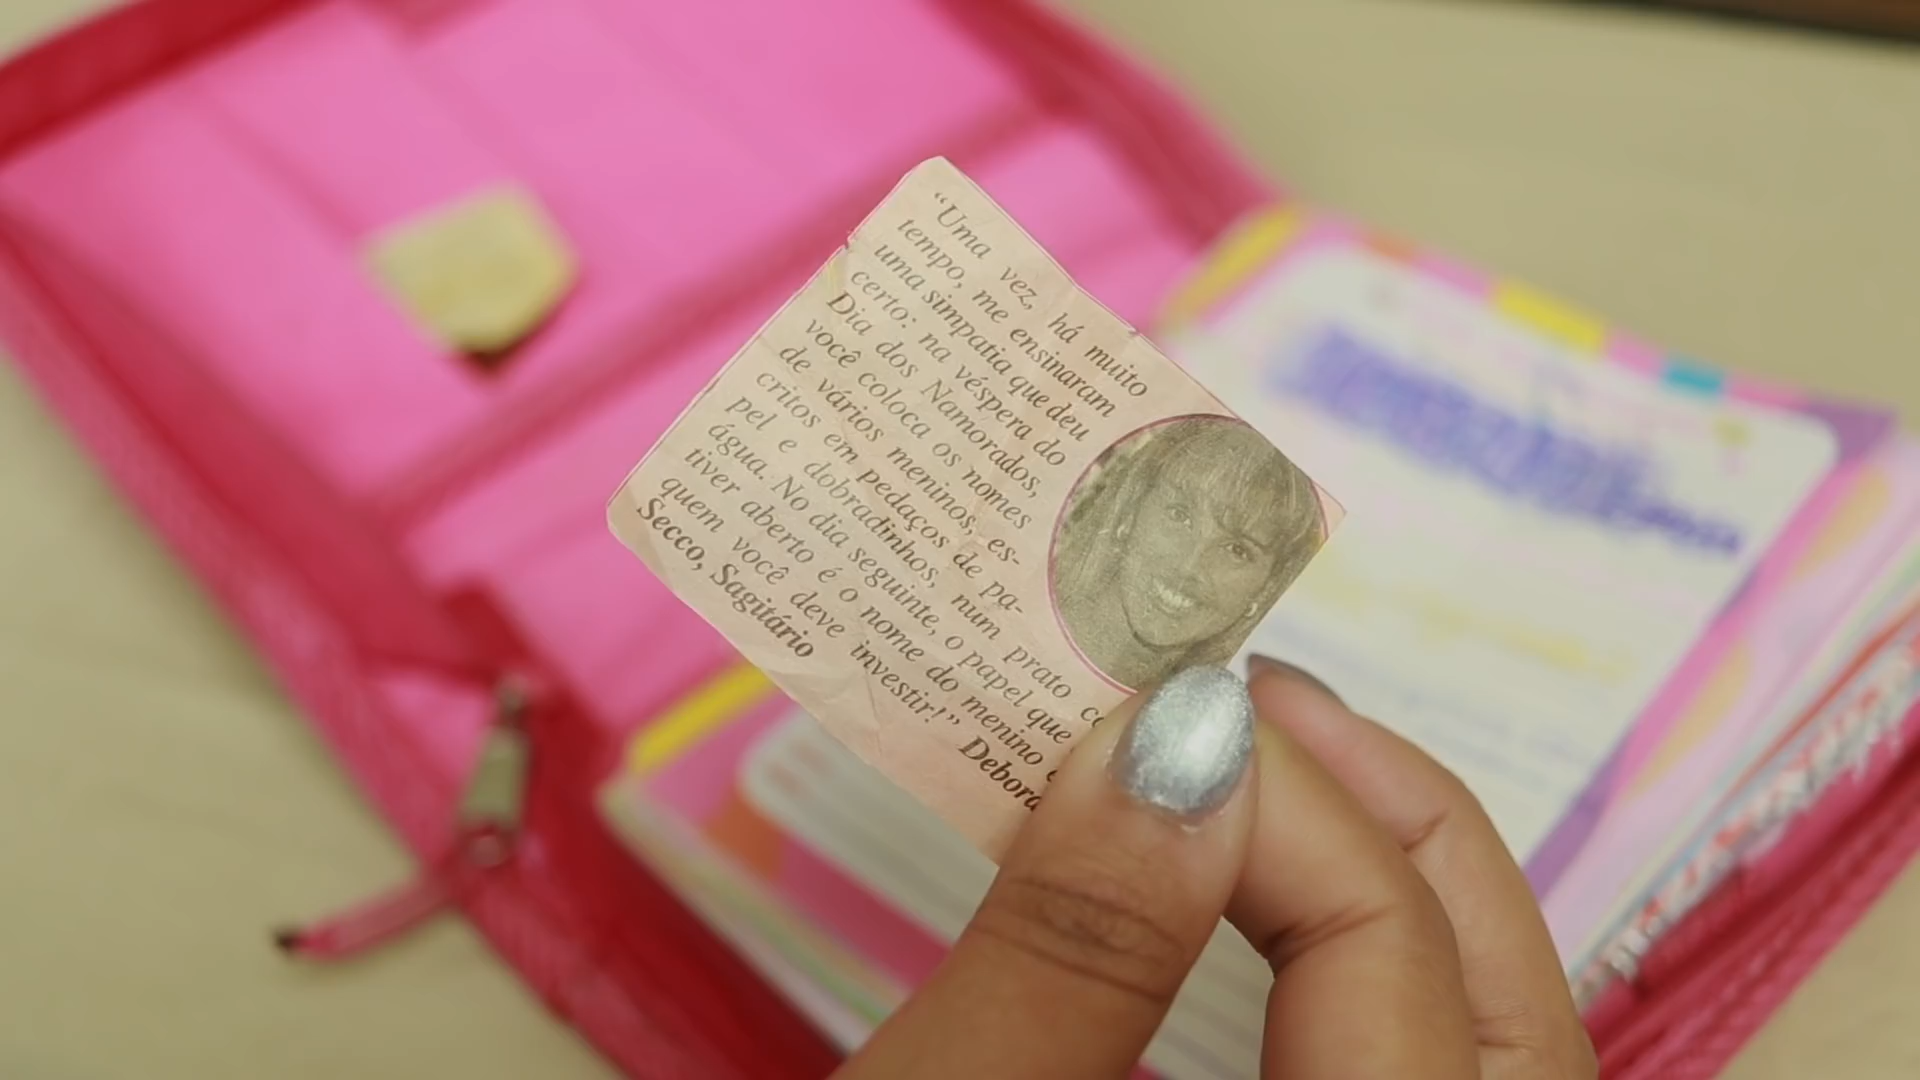 “Uma vez, há muito
tempo, me ensinaram
uma simpatia que deu
certo: na véspera do
Dia dos Namorados,
você coloca os nomes
de vários meninos, es-
critos em pedaços de pa-
pel e dobradinhos, num prato
água. No dia seguinte, o papel que
tiver aberto é o nome do menino
quem você deve investir!” Debora
Secco, Sagitário